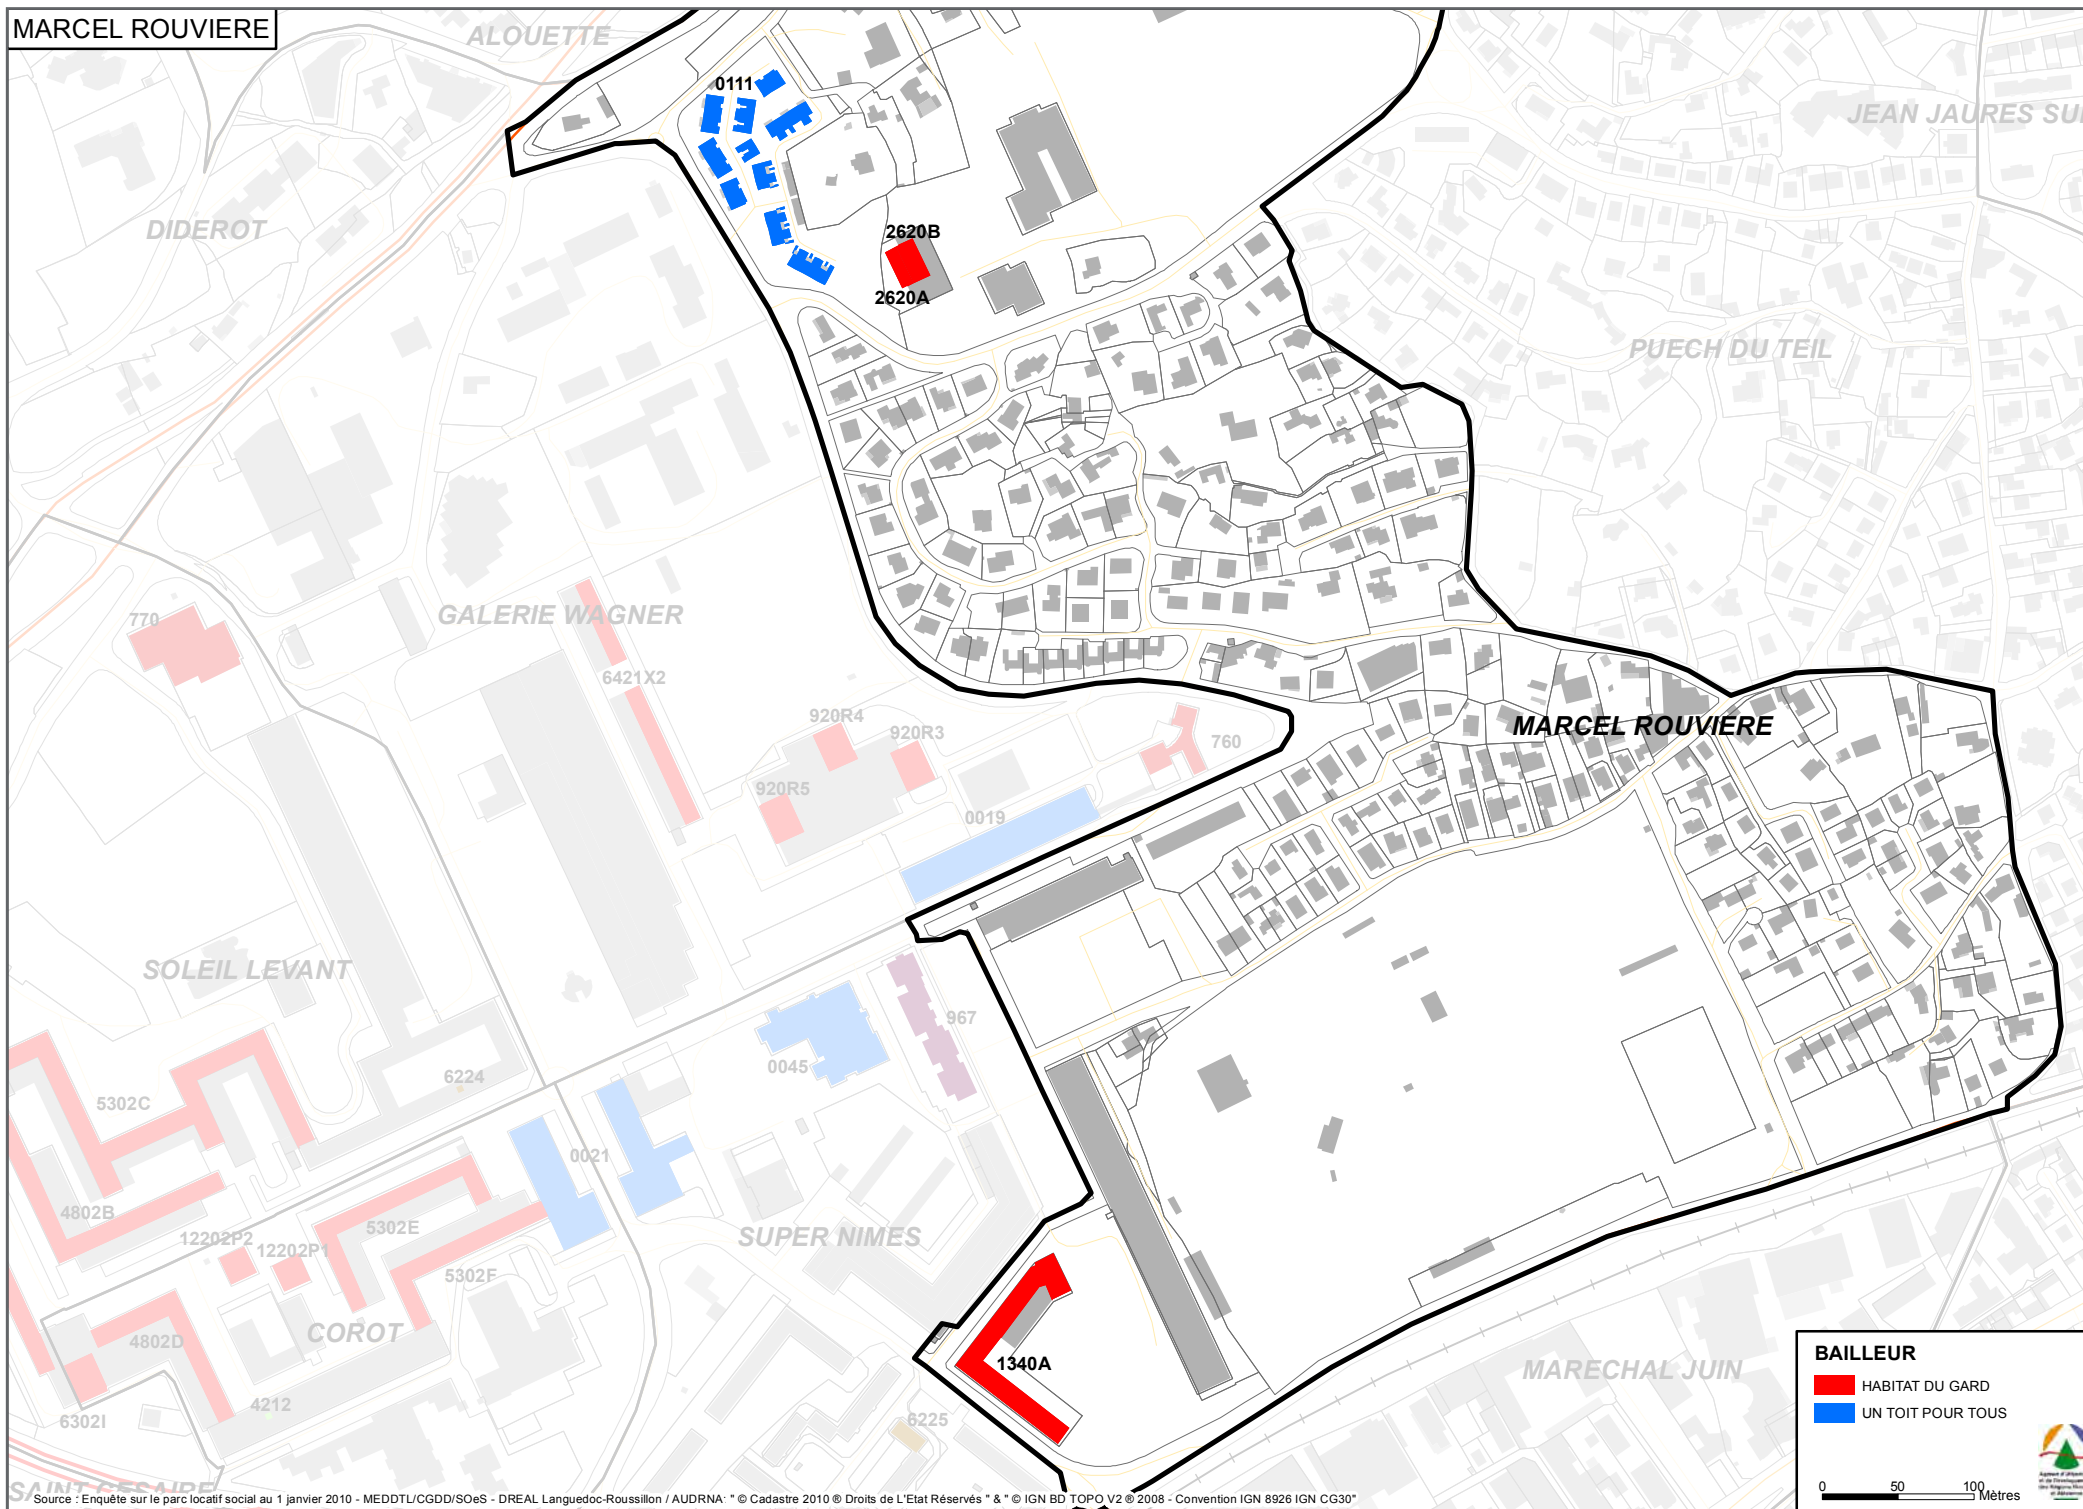 MARCEL ROUVIERE
ALOUETTE
0111
JEAN JAURES SU
DIDEROT
2620B
2620A
PUECH DU TEIL
770
GALERIE WAGNER
6421X2
920R4
920R3
760
MARCEL ROUVIERE
920R5
0019
SOLEIL LEVANT
967
0045
6224
5302C
0021
4802B
5302E
12202P2
12202P1
SUPER NIMES
5302F
COROT
4802D
1340A
MARECHAL JUIN
4212
6302I
6225
SAINT CESAIRE
BAILLEUR
HABITAT DU GARD
UN TOIT POUR TOUS
0 50 100
Mètres
Source : Enquête sur le parc locatif social au 1 janvier 2010 - MEDDTL/CGDD/SOeS - DREAL Languedoc-Roussillon / AUDRNA: " © Cadastre 2010 ® Droits de L'Etat Réservés " & " © IGN BD TOPO V2 ® 2008 - Convention IGN 8926 IGN CG30"